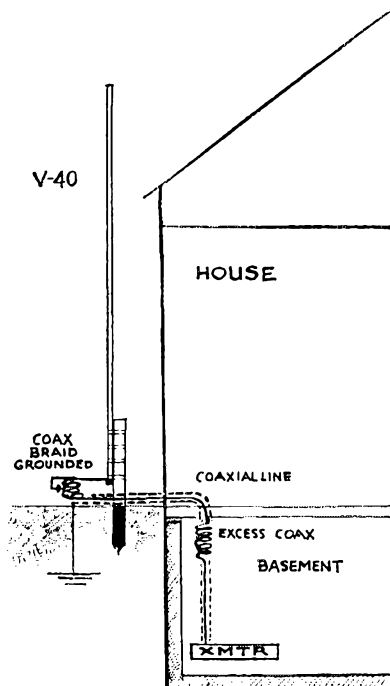 V-40
HOUSE
COAX
BRAID
GROUNDED
COAXIAL LINE
EXCESS COAX
BASEMENT
XMTR